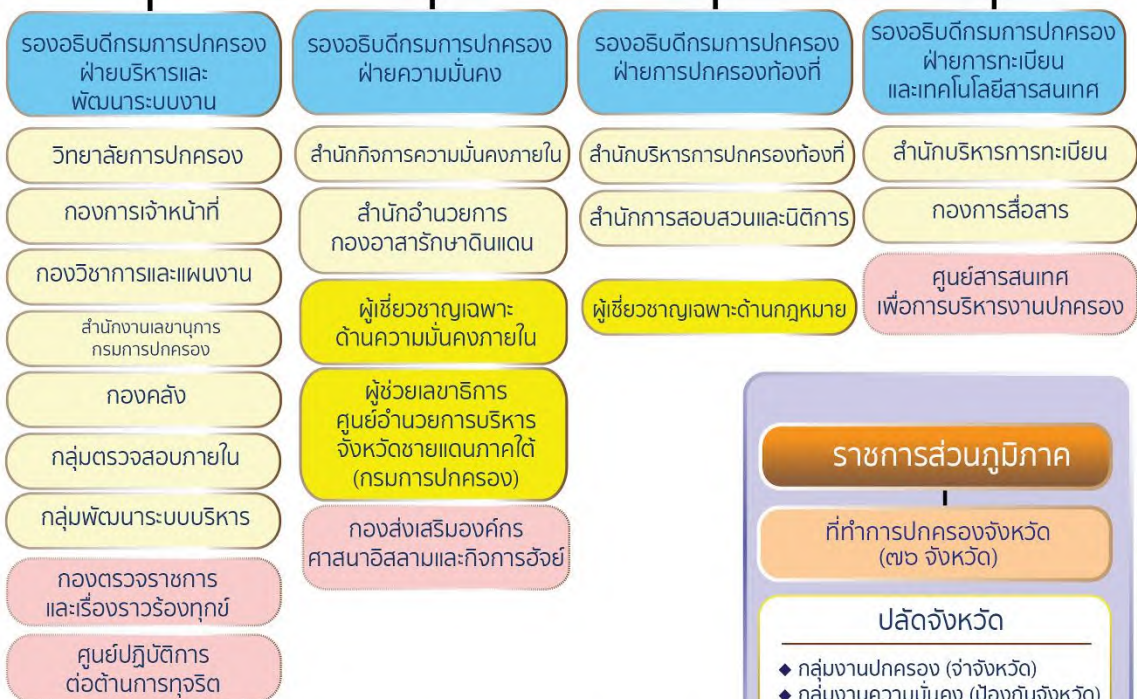 รองอธิบดีกรมการปกครอง
ฝ่ายบริหารและ
พัฒนาระบบงาน
วิทยาลัยการปกครอง
กองการเจ้าหน้าที่
กองวิชาการและแผนงาน
สำนักงานเลขานุการ
กรมการปกครอง
กองคลัง
กลุ่มตรวจสอบภายใน
กลุ่มพัฒนาระบบบริหาร
กองตรวจราชการ
และเรื่องราวร้องทุกข์
ศูนย์ปฏิบัติการ
ต่อต้านการทุจริต
รองอธิบดีกรมการปกครอง
ฝ่ายความมั่นคง
สำนักกิจการความมั่นคงภายใน
สำนักอำนวยการ
กองอาสารักษาดินแดน
ผู้เชี่ยวชาญเฉพาะ
ด้านความมั่นคงภายใน
ผู้ช่วยเลขาธิการ
ศูนย์อำนวยการบริหาร
จังหวัดชายแดนภาคใต้
(กรมการปกครอง)
กองส่งเสริมองค์กร
ศาสนาอิสลามและกิจการฮัจย์
รองอธิบดีกรมการปกครอง
ฝ่ายการปกครองท้องที่
สำนักบริหารการปกครองท้องที่
สำนักการสอบสวนและนิติการ
ผู้เชี่ยวชาญเฉพาะด้านกฎหมาย
รองอธิบดีกรมการปกครอง
ฝ่ายการทะเบียน
และเทคโนโลยีสารสนเทศ
สำนักบริหารการทะเบียน
กองการสื่อสาร
ศูนย์สารสนเทศ
เพื่อการบริหารงานปกครอง
ราชการส่วนภูมิภาค
ที่ทำการปกครองจังหวัด
(๗๖ จังหวัด)
ปลัดจังหวัด
◆ กลุ่มงานปกครอง (จ่าจังหวัด)
◆ กลุ่มงานความมั่นคง (ป้องกันจังหวัด)